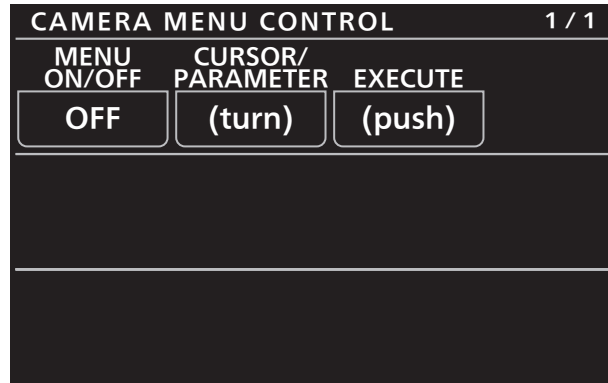 CAMERA MENU CONTROL 1 / 1
MENU ON/OFF
CURSOR/ PARAMETER
EXECUTE
OFF (turn) (push)